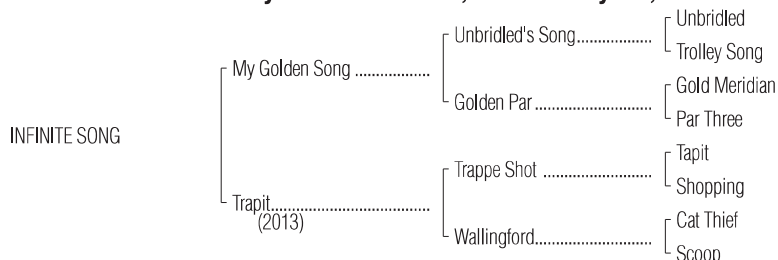 Unbridled
Unbridled's Song
Trolley Song
My Golden Song
Gold Meridian
Golden Par
Par Three
INFINITE SONG
Tapit
Trappe Shot
Shopping
Trapit
(2013)
Cat Thief
Wallingford
Scoop